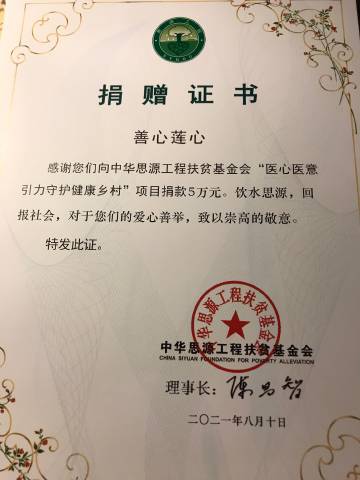 捐赠证书
善心莲心
感谢您们向中华思源工程扶贫基金会“医心医意
引力守护健康乡村”项目捐款5万元。饮水思源，回
报社会，对于您们的爱心善举，致以崇高的敬意。
特发此证。
中华思源工程扶贫基金会
中华思源工程扶贫基金会
CHINA SIYUAN FOUNDATION FOR POVERTY ALLEVIATION
理事长：陈昌智
二〇二一年八月十日